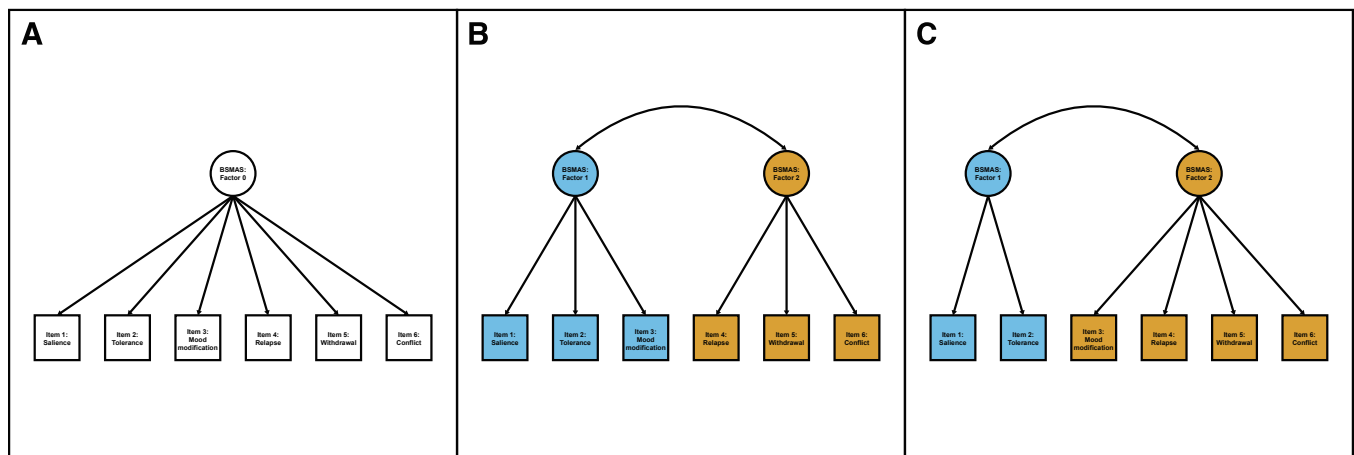 A
BSMAS:
Factor 0
Item 1:
Salience
Item 2:
Tolerance
Item 3:
Mood
modification
Item 4:
Relapse
Item 5:
Withdrawal
Item 6:
Conflict
B
BSMAS:
Factor 1
BSMAS:
Factor 2
Item 1:
Salience
Item 2:
Tolerance
Item 3:
Mood
modification
Item 4:
Relapse
Item 5:
Withdrawal
Item 6:
Conflict
C
BSMAS:
Factor 1
BSMAS:
Factor 2
Item 1:
Salience
Item 2:
Tolerance
Item 3:
Mood
modification
Item 4:
Relapse
Item 5:
Withdrawal
Item 6:
Conflict